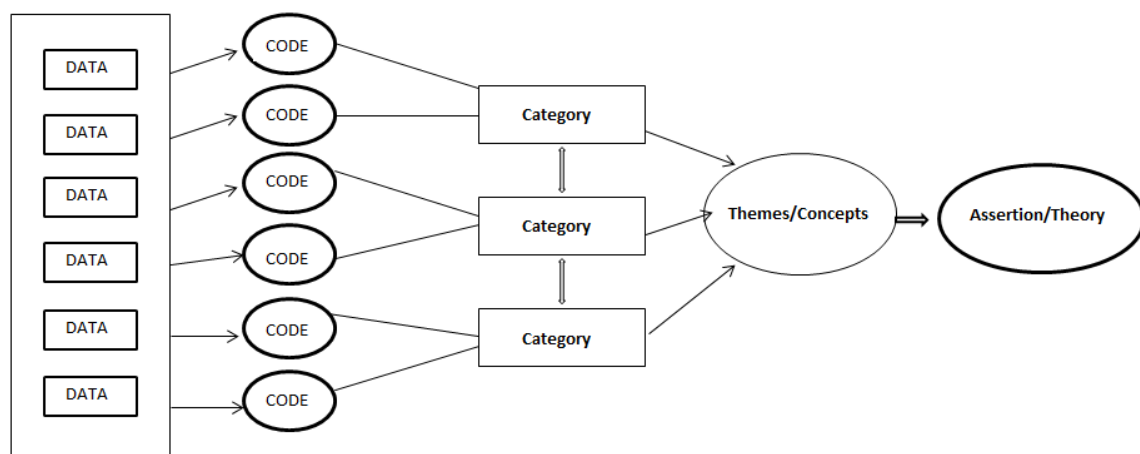 DATA
DATA
DATA
DATA
DATA
DATA
CODE
CODE
CODE
CODE
CODE
CODE
Category
Category
Category
Themes/Concepts
Assertion/Theory